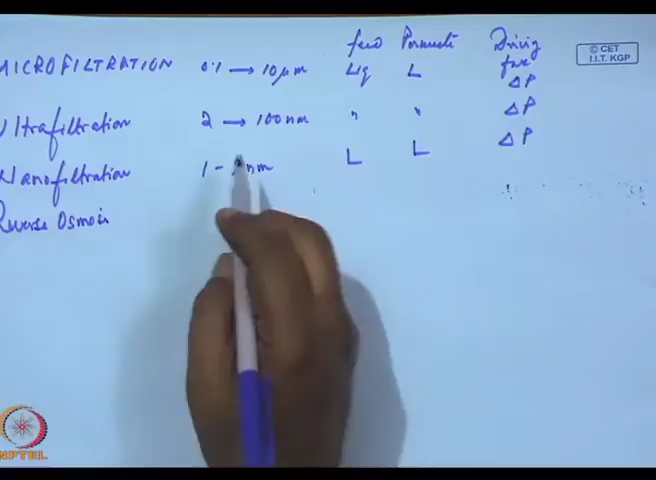 feed Permeate Driving force
MICROFILTRATION 0.1 → 10 μm Liq L ΔP
Ultrafiltration 2 → 100 nm " " ΔP
Nanofiltration 1 - nm L L ΔP
Reverse Osmosis
© CET
I.I.T. KGP
NPTEL